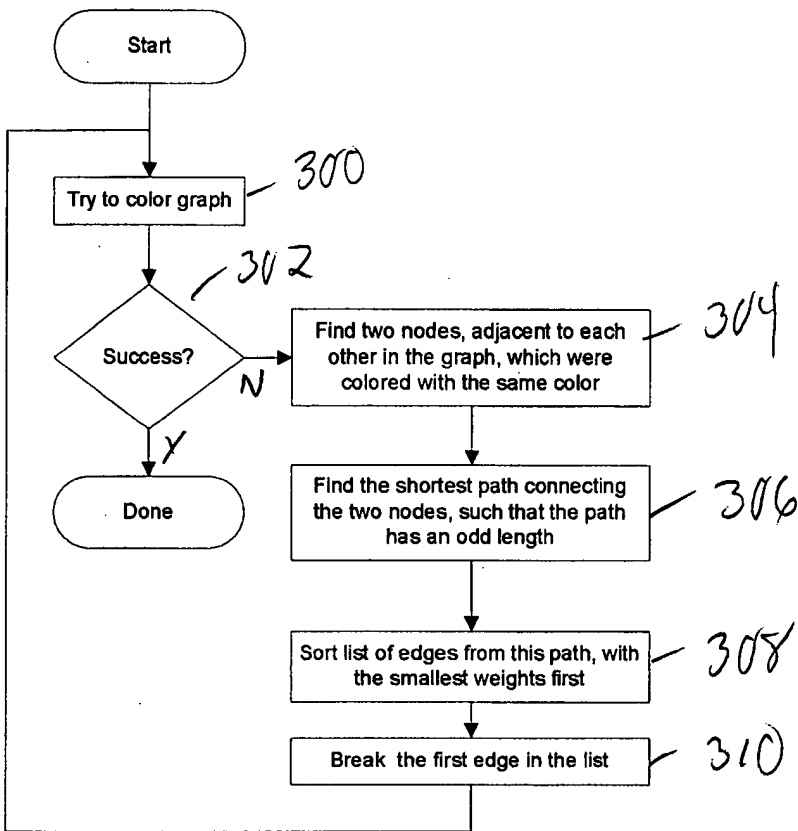 Start
Try to color graph
300
302
Success?
N
Y
Done
Find two nodes, adjacent to each
other in the graph, which were
colored with the same color
304
Find the shortest path connecting
the two nodes, such that the path
has an odd length
306
Sort list of edges from this path, with
the smallest weights first
308
Break the first edge in the list
310